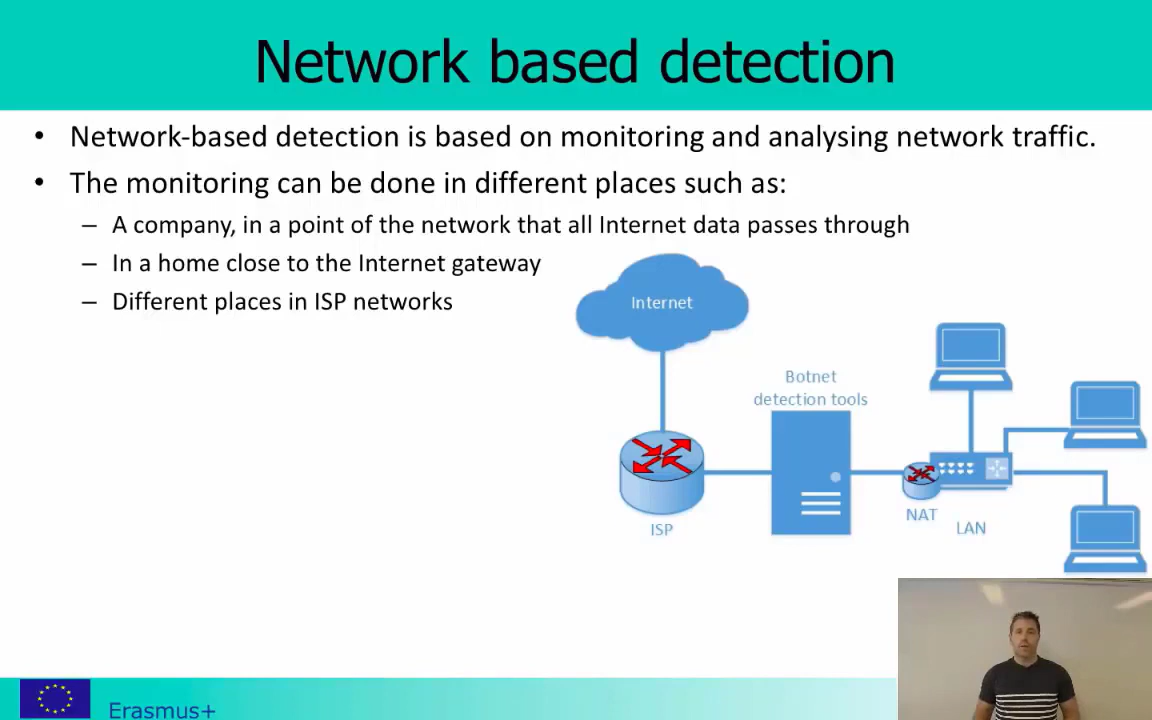 Network based detection
• Network-based detection is based on monitoring and analysing network traffic.
• The monitoring can be done in different places such as:
– A company, in a point of the network that all Internet data passes through
– In a home close to the Internet gateway
– Different places in ISP networks
Internet
Botnet
detection tools
ISP
NAT
LAN
Erasmus+